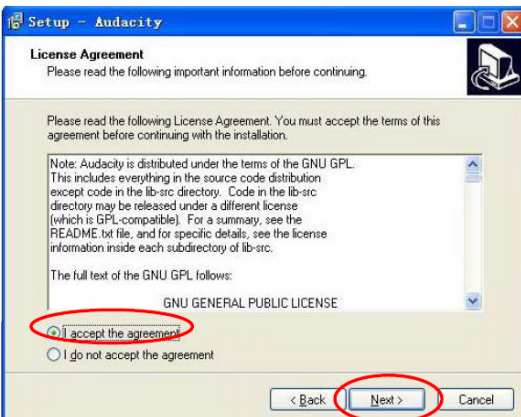 Setup - Audacity
License Agreement
Please read the following important information before continuing.
Please read the following License Agreement. You must accept the terms of this
agreement before continuing with the installation.
Note: Audacity is distributed under the terms of the GNU GPL.
This includes everything in the source code distribution
except code in the lib-src directory. Code in the lib-src
directory may be released under a different license
(which is GPL-compatible). For a summary, see the
README.txt file, and for specific details, see the license
information inside each subdirectory of lib-src.
The full text of the GNU GPL follows:
GNU GENERAL PUBLIC LICENSE
I accept the agreement
I do not accept the agreement
< Back Next > Cancel